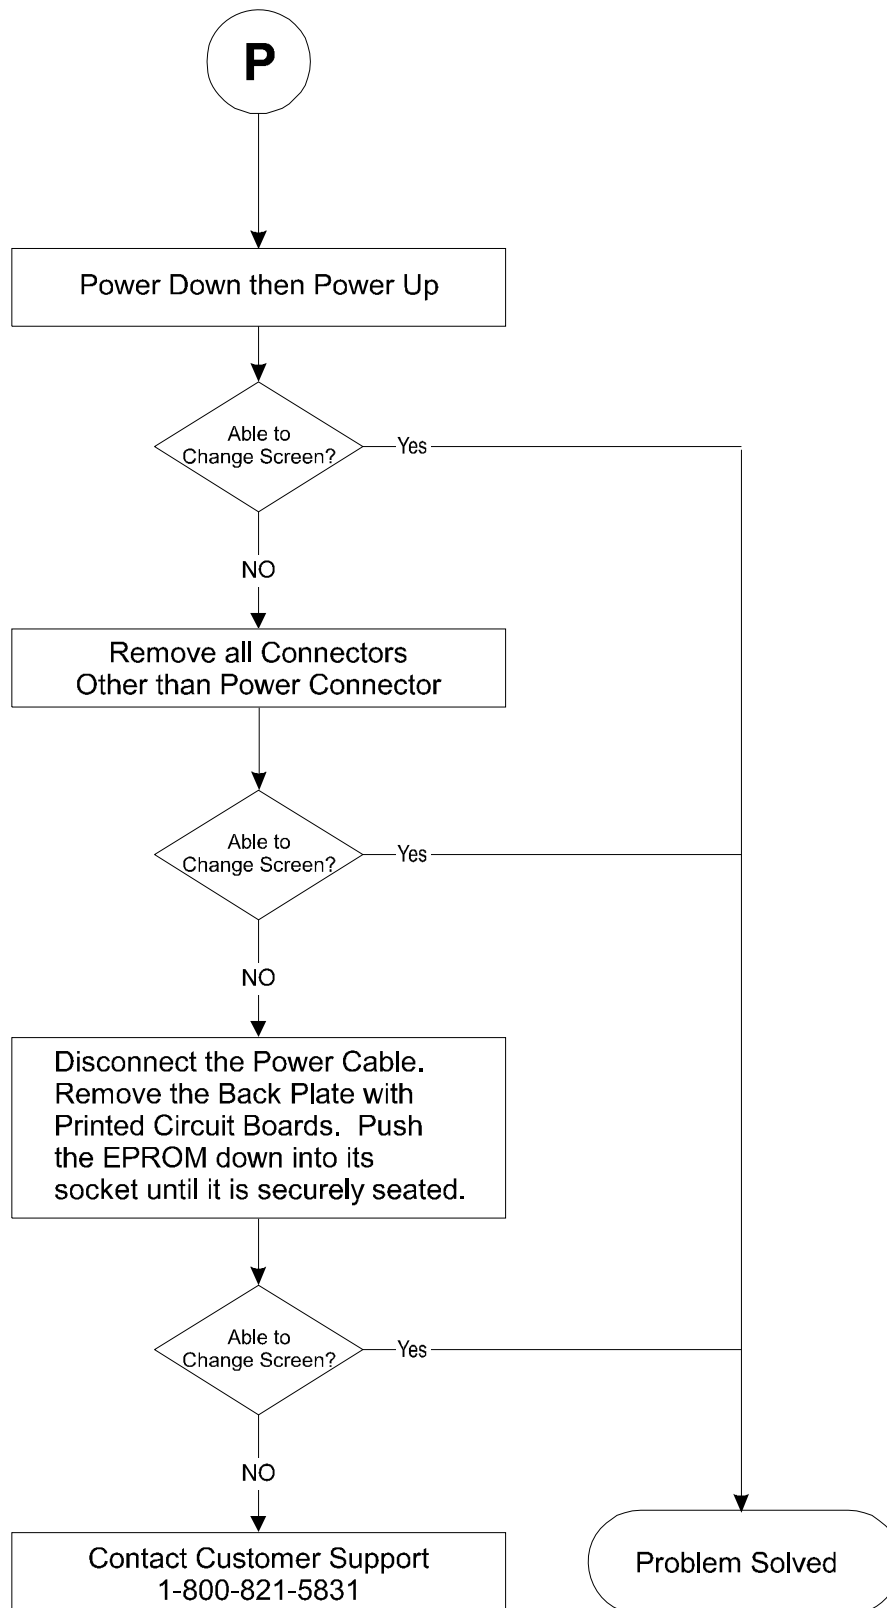 P
Power Down then Power Up
Able to
Change Screen?
Yes
NO
Remove all Connectors
Other than Power Connector
Able to
Change Screen?
Yes
NO
Disconnect the Power Cable.
Remove the Back Plate with
Printed Circuit Boards.  Push
the EPROM down into its
socket until it is securely seated.
Able to
Change Screen?
Yes
NO
Contact Customer Support
1-800-821-5831
Problem Solved